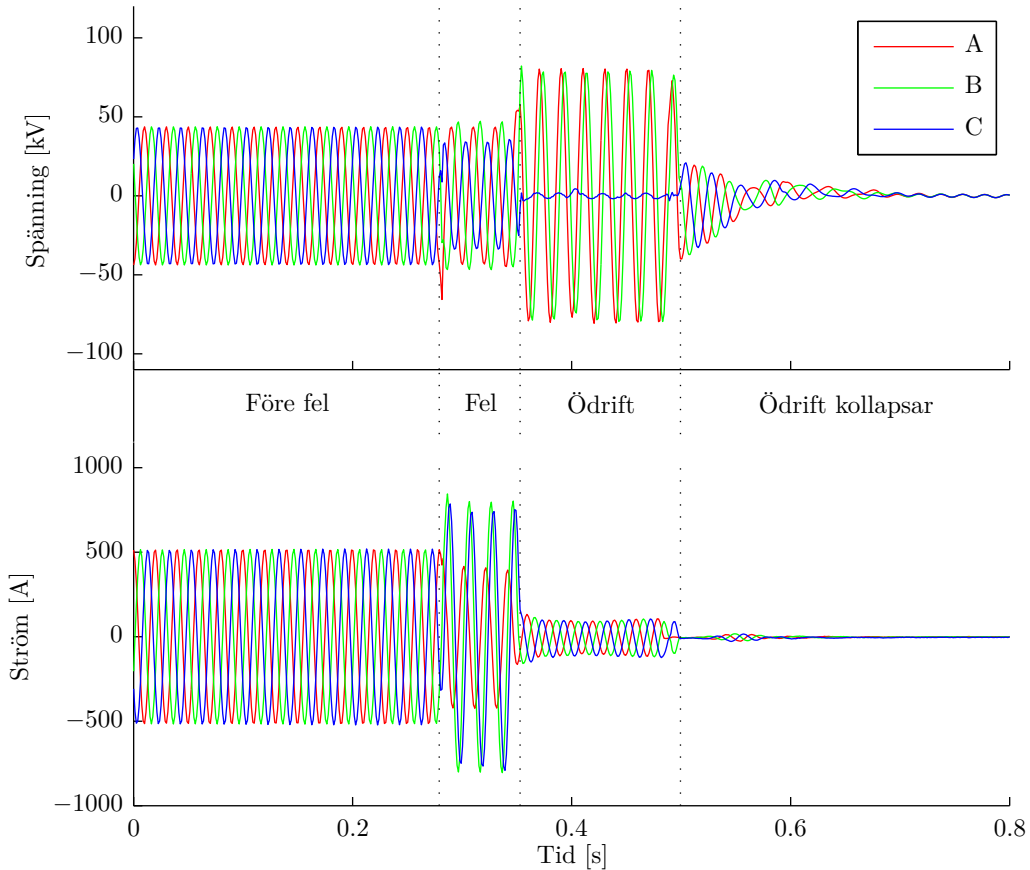 100
50
0
−50
−100
Spänning [kV]
A
B
C
Före fel
Fel
Ödrift
Ödrift kollapsar
1000
500
0
−500
−1000
Ström [A]
0
0.2
0.4
0.6
0.8
Tid [s]